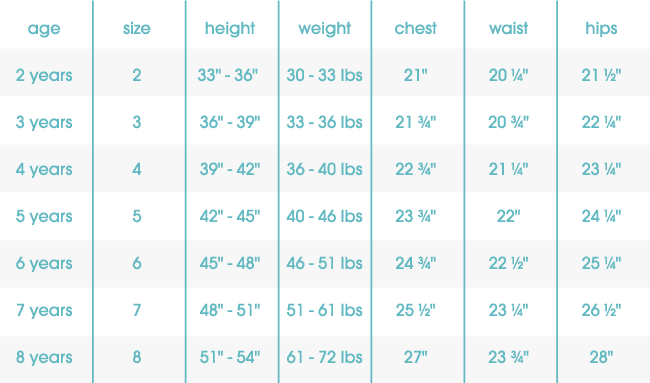 age size height weight chest waist hips
2 years 2 33" - 36" 30 - 33 lbs 21" 20 ¼" 21 ½"
3 years 3 36" - 39" 33 - 36 lbs 21 ¾" 20 ¾" 22 ¼"
4 years 4 39" - 42" 36 - 40 lbs 22 ¾" 21 ¼" 23 ¼"
5 years 5 42" - 45" 40 - 46 lbs 23 ¾" 22" 24 ¼"
6 years 6 45" - 48" 46 - 51 lbs 24 ¾" 22 ½" 25 ¼"
7 years 7 48" - 51" 51 - 61 lbs 25 ½" 23 ¼" 26 ½"
8 years 8 51" - 54" 61 - 72 lbs 27" 23 ¾" 28"